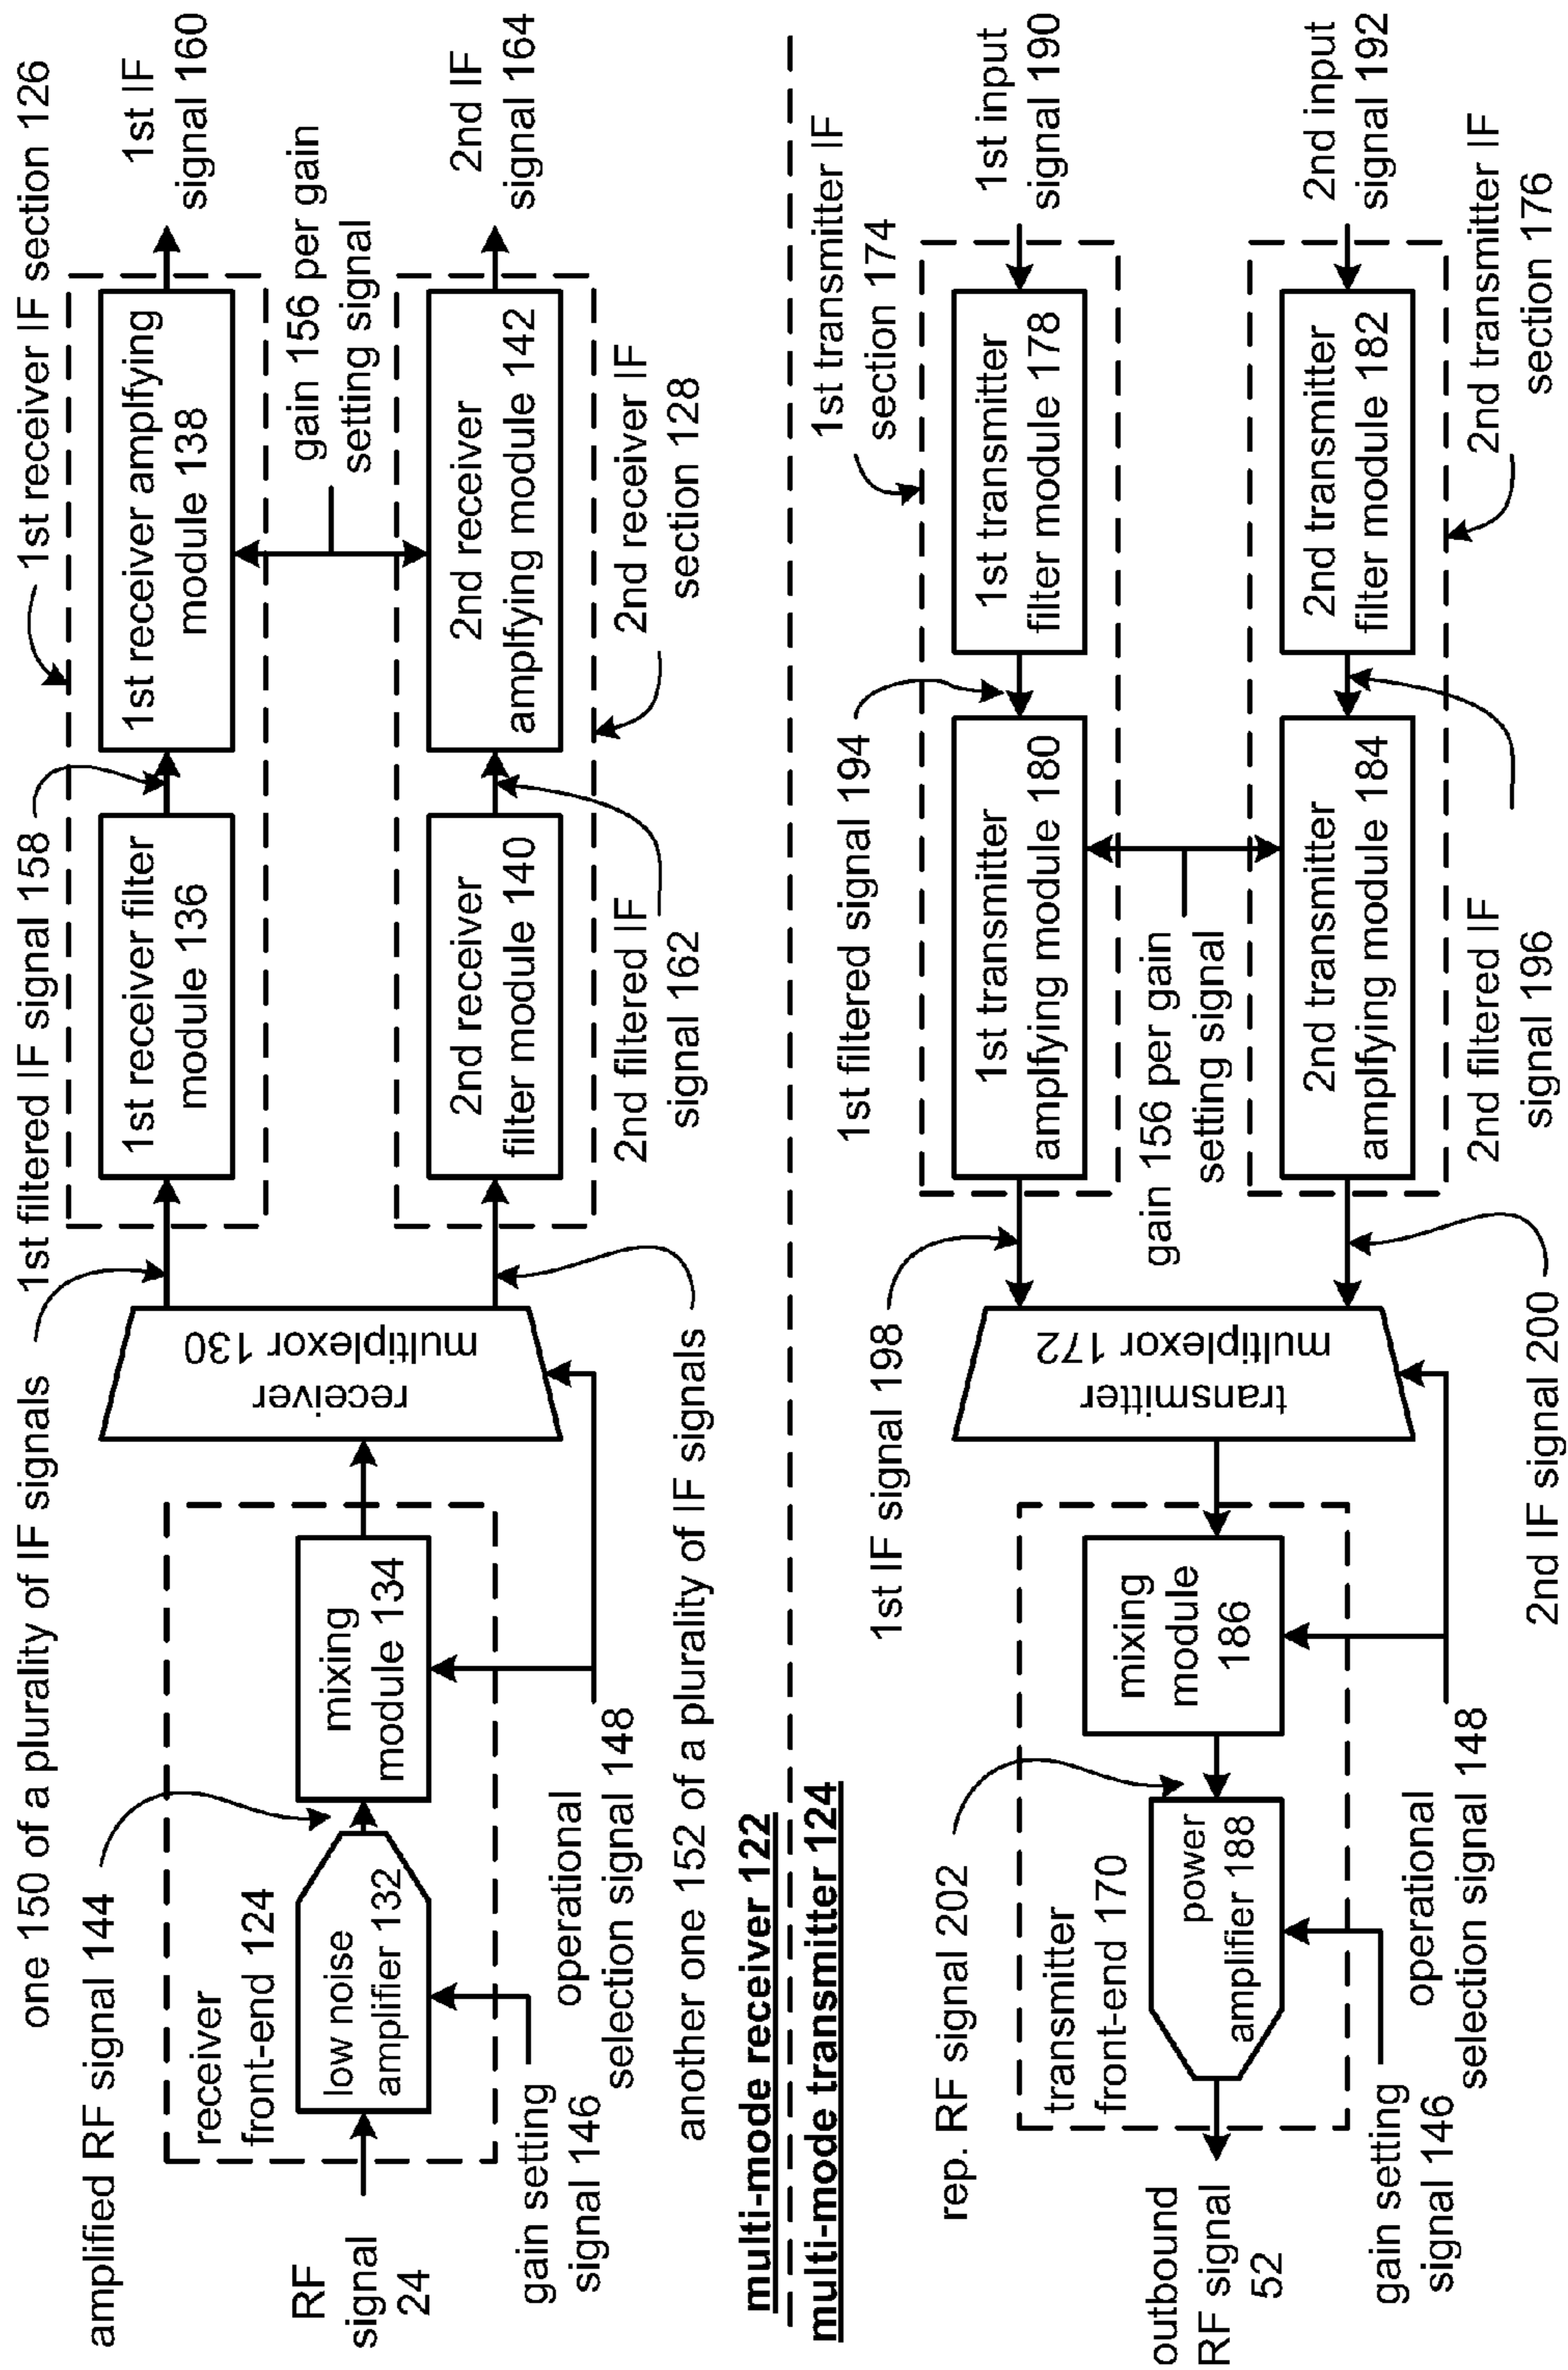 one 150 of a plurality of IF signals
1st filtered IF signal 158
1st receiver IF section 126
amplified RF signal 144
receiver
front-end 124
low noise
amplifier 132
mixing
module 134
receiver
multiplexor 130
1st receiver filter
module 136
1st receiver amplfying
module 138
1st IF
signal 160
RF
signal
24
gain setting
signal 146
operational
selection signal 148
another one 152 of a plurality of IF signals
2nd receiver
filter module 140
2nd filtered IF
signal 162
gain 156 per gain
setting signal
2nd receiver
amplfying module 142
2nd receiver IF
section 128
2nd IF
signal 164
multi-mode receiver 122
multi-mode transmitter 124
rep. RF signal 202
transmitter
front-end 170
power
amplifier 188
mixing
module
186
transmitter
multiplexor 172
1st IF signal 198
1st filtered signal 194
1st transmitter IF
section 174
1st transmitter
amplfying module 180
1st transmitter
filter module 178
1st input
signal 190
outbound
RF signal
52
gain setting
signal 146
operational
selection signal 148
2nd IF signal 200
gain 156 per gain
setting signal
2nd transmitter
amplfying module 184
2nd transmitter
filter module 182
2nd input
signal 192
2nd filtered IF
signal 196
2nd transmitter IF
section 176